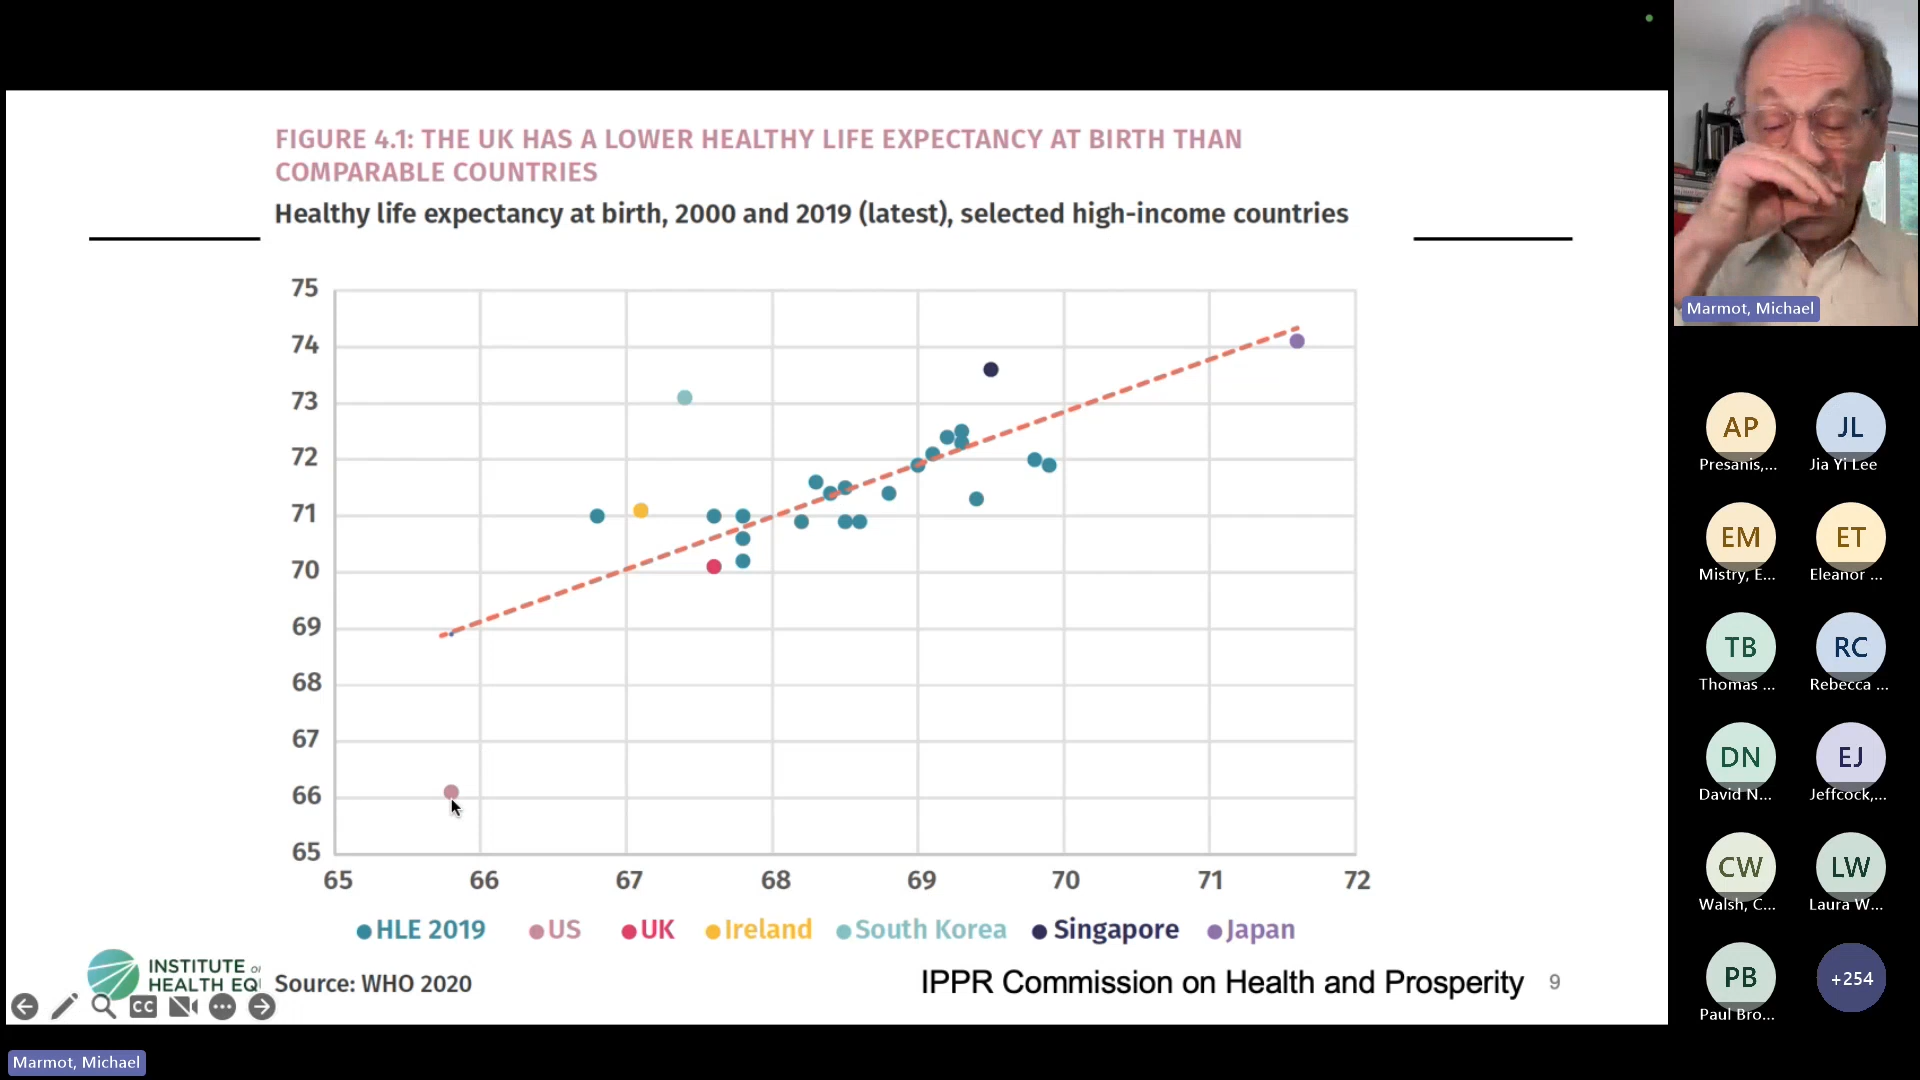 FIGURE 4.1: THE UK HAS A LOWER HEALTHY LIFE EXPECTANCY AT BIRTH THAN
COMPARABLE COUNTRIES
Healthy life expectancy at birth, 2000 and 2019 (latest), selected high-income countries
75
74
73
72
71
70
69
68
67
66
65
65 66 67 68 69 70 71 72
HLE 2019 US UK Ireland South Korea Singapore Japan
INSTITUTE OF
HEALTH EQ
Source: WHO 2020
IPPR Commission on Health and Prosperity 9
CC
Marmot, Michael
Marmot, Michael
AP JL
Presanis,... Jia Yi Lee
EM ET
Mistry, E... Eleanor ...
TB RC
Thomas ... Rebecca ...
DN EJ
David N... Jeffcock,...
CW LW
Walsh, C... Laura W...
PB +254
Paul Bro...